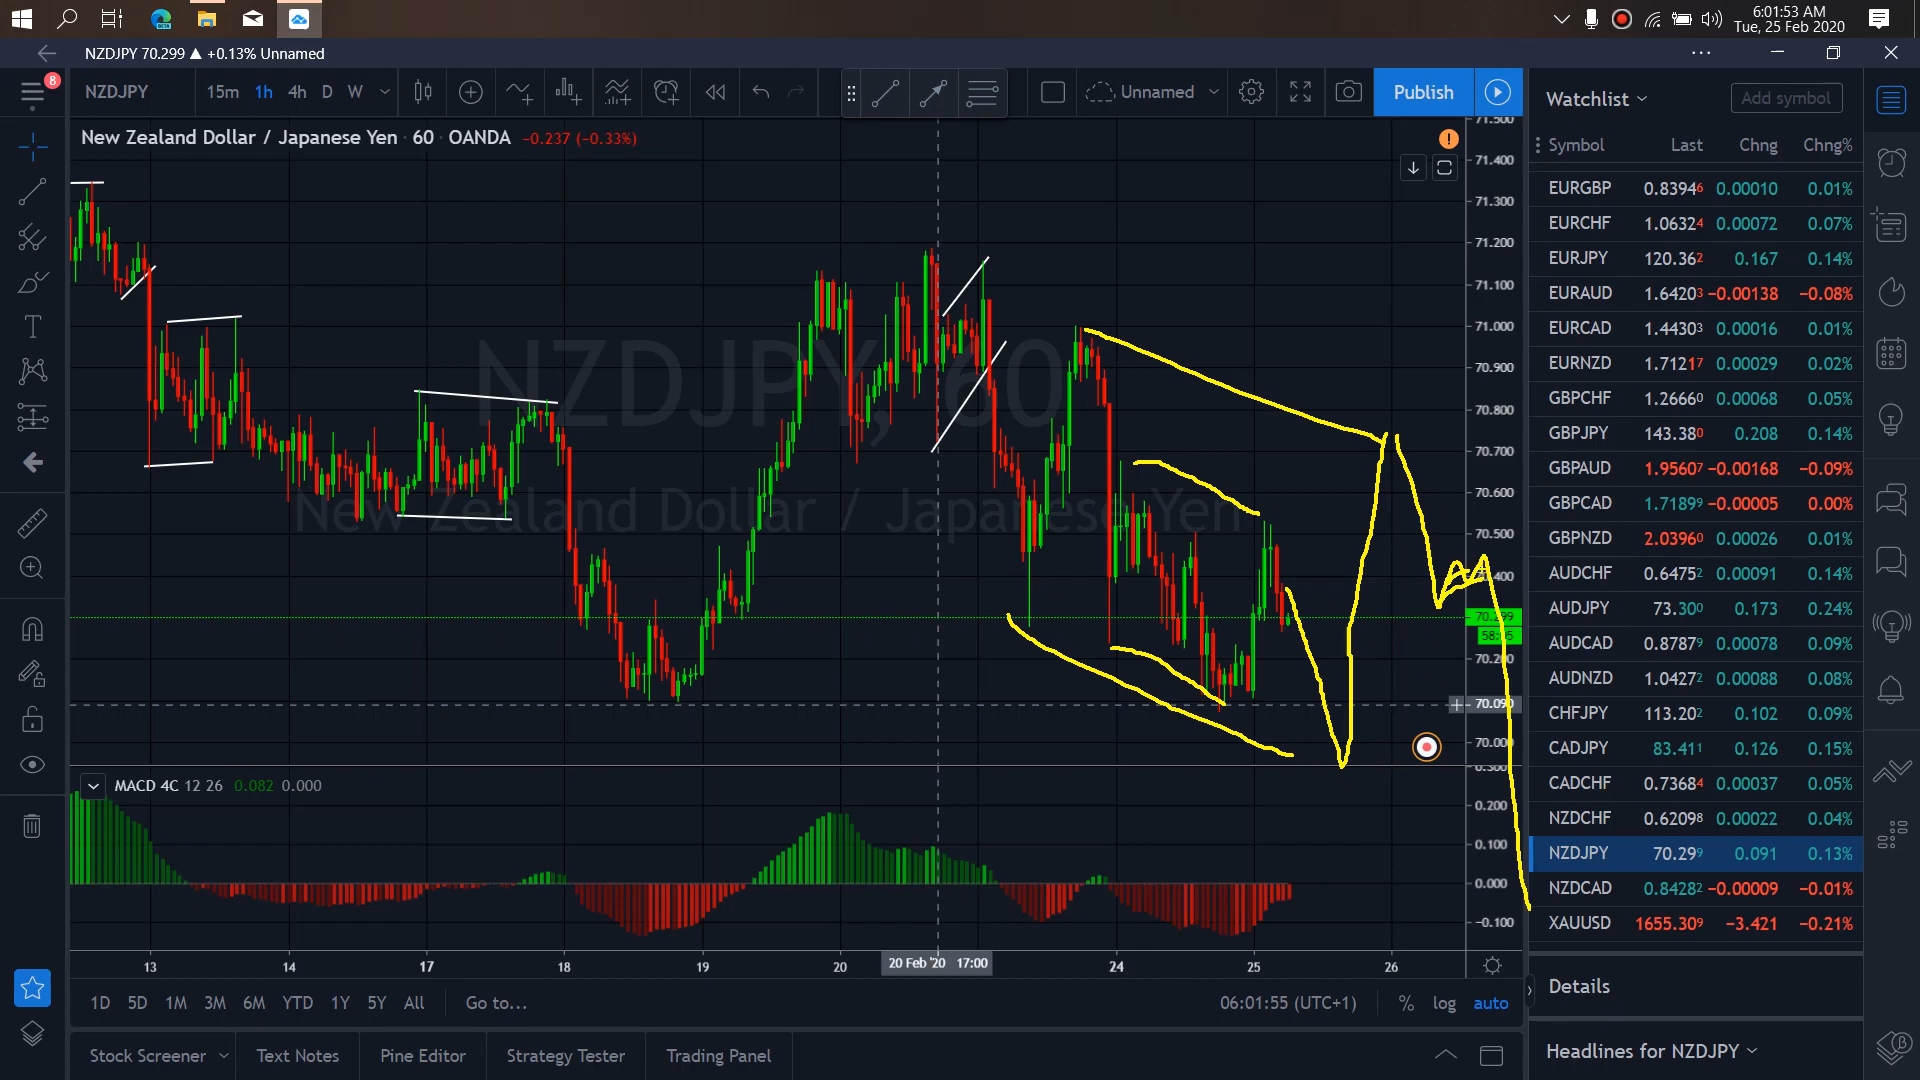 6:01:53 AM
Tue, 25 Feb 2020
NZDJPY 70.299 ▲ +0.13% Unnamed
8
NZDJPY 15m 1h 4h D W Unnamed Publish
Watchlist Add symbol
New Zealand Dollar / Japanese Yen · 60 · OANDA −0.237 (−0.33%)
Symbol Last Chng Chng%
EURGBP 0.83946 0.00010 0.01%
EURCHF 1.06324 0.00072 0.07%
EURJPY 120.362 0.167 0.14%
EURAUD 1.64203 −0.00138 −0.08%
EURCAD 1.44303 0.00016 0.01%
EURNZD 1.71217 0.00029 0.02%
GBPCHF 1.26660 0.00068 0.05%
GBPJPY 143.380 0.208 0.14%
GBPAUD 1.95607 −0.00168 −0.09%
GBPCAD 1.71899 −0.00005 0.00%
GBPNZD 2.03960 0.00026 0.01%
AUDCHF 0.64752 0.00091 0.14%
AUDJPY 73.300 0.173 0.24%
AUDCAD 0.87879 0.00078 0.09%
AUDNZD 1.04272 0.00088 0.08%
CHFJPY 113.202 0.102 0.09%
CADJPY 83.411 0.126 0.15%
CADCHF 0.73684 0.00037 0.05%
NZDCHF 0.62098 0.00022 0.04%
NZDJPY 70.299 0.091 0.13%
NZDCAD 0.84282 −0.00009 −0.01%
XAUUSD 1655.309 −3.421 −0.21%
Details
Headlines for NZDJPY
71.500
71.400
71.300
71.200
71.100
71.000
70.900
70.800
70.700
70.600
70.500
70.400
70.299
70.200
70.090
70.000
NZDJPY, 60
New Zealand Dollar / Japanese Yen
MACD 4C 12 26 0.082 0.000
0.300
0.200
0.100
0.000
−0.100
13 14 17 18 19 20 20 Feb '20 17:00 24 25 26
1D 5D 1M 3M 6M YTD 1Y 5Y All Go to...
06:01:55 (UTC+1) % log auto
Stock Screener Text Notes Pine Editor Strategy Tester Trading Panel